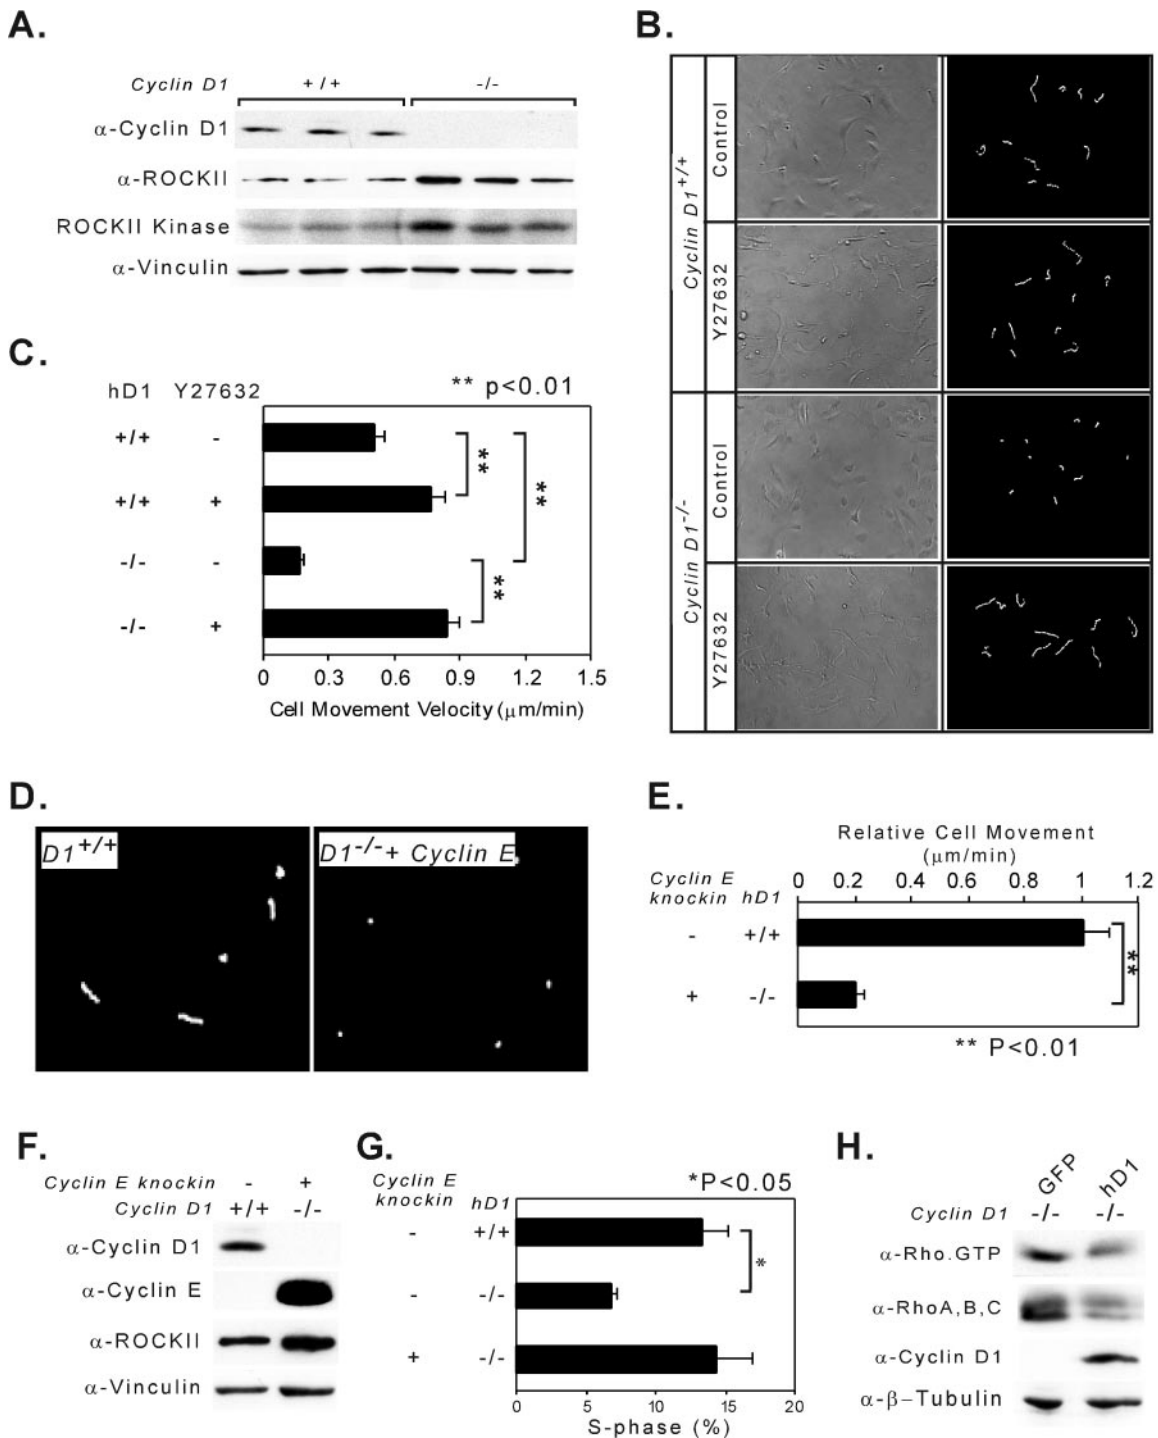 A.
Cyclin D1 +/+ -/-
α-Cyclin D1
α-ROCKII
ROCKII Kinase
α-Vinculin
B.
Cyclin D1+/+
Control
Y27632
Cyclin D1-/-
Control
Y27632
C.
hD1 Y27632 ** p<0.01
+/+ -
+/+ +
-/- -
-/- +
**
**
**
0 0.3 0.6 0.9 1.2 1.5
Cell Movement Velocity (μm/min)
D.
D1+/+
D1-/-+ Cyclin E
E.
Relative Cell Movement
(μm/min)
Cyclin E
knockin hD1
0 0.2 0.4 0.6 0.8 1 1.2
- +/+
+ -/-
**
** P<0.01
F.
Cyclin E knockin - +
Cyclin D1 +/+ -/-
α-Cyclin D1
α-Cyclin E
α-ROCKII
α-Vinculin
G.
Cyclin E
knockin hD1
*P<0.05
- +/+
- -/-
+ -/-
*
0 5 10 15 20
S-phase (%)
H.
GFP hD1
Cyclin D1 -/- -/-
α-Rho.GTP
α-RhoA,B,C
α-Cyclin D1
α-β-Tubulin